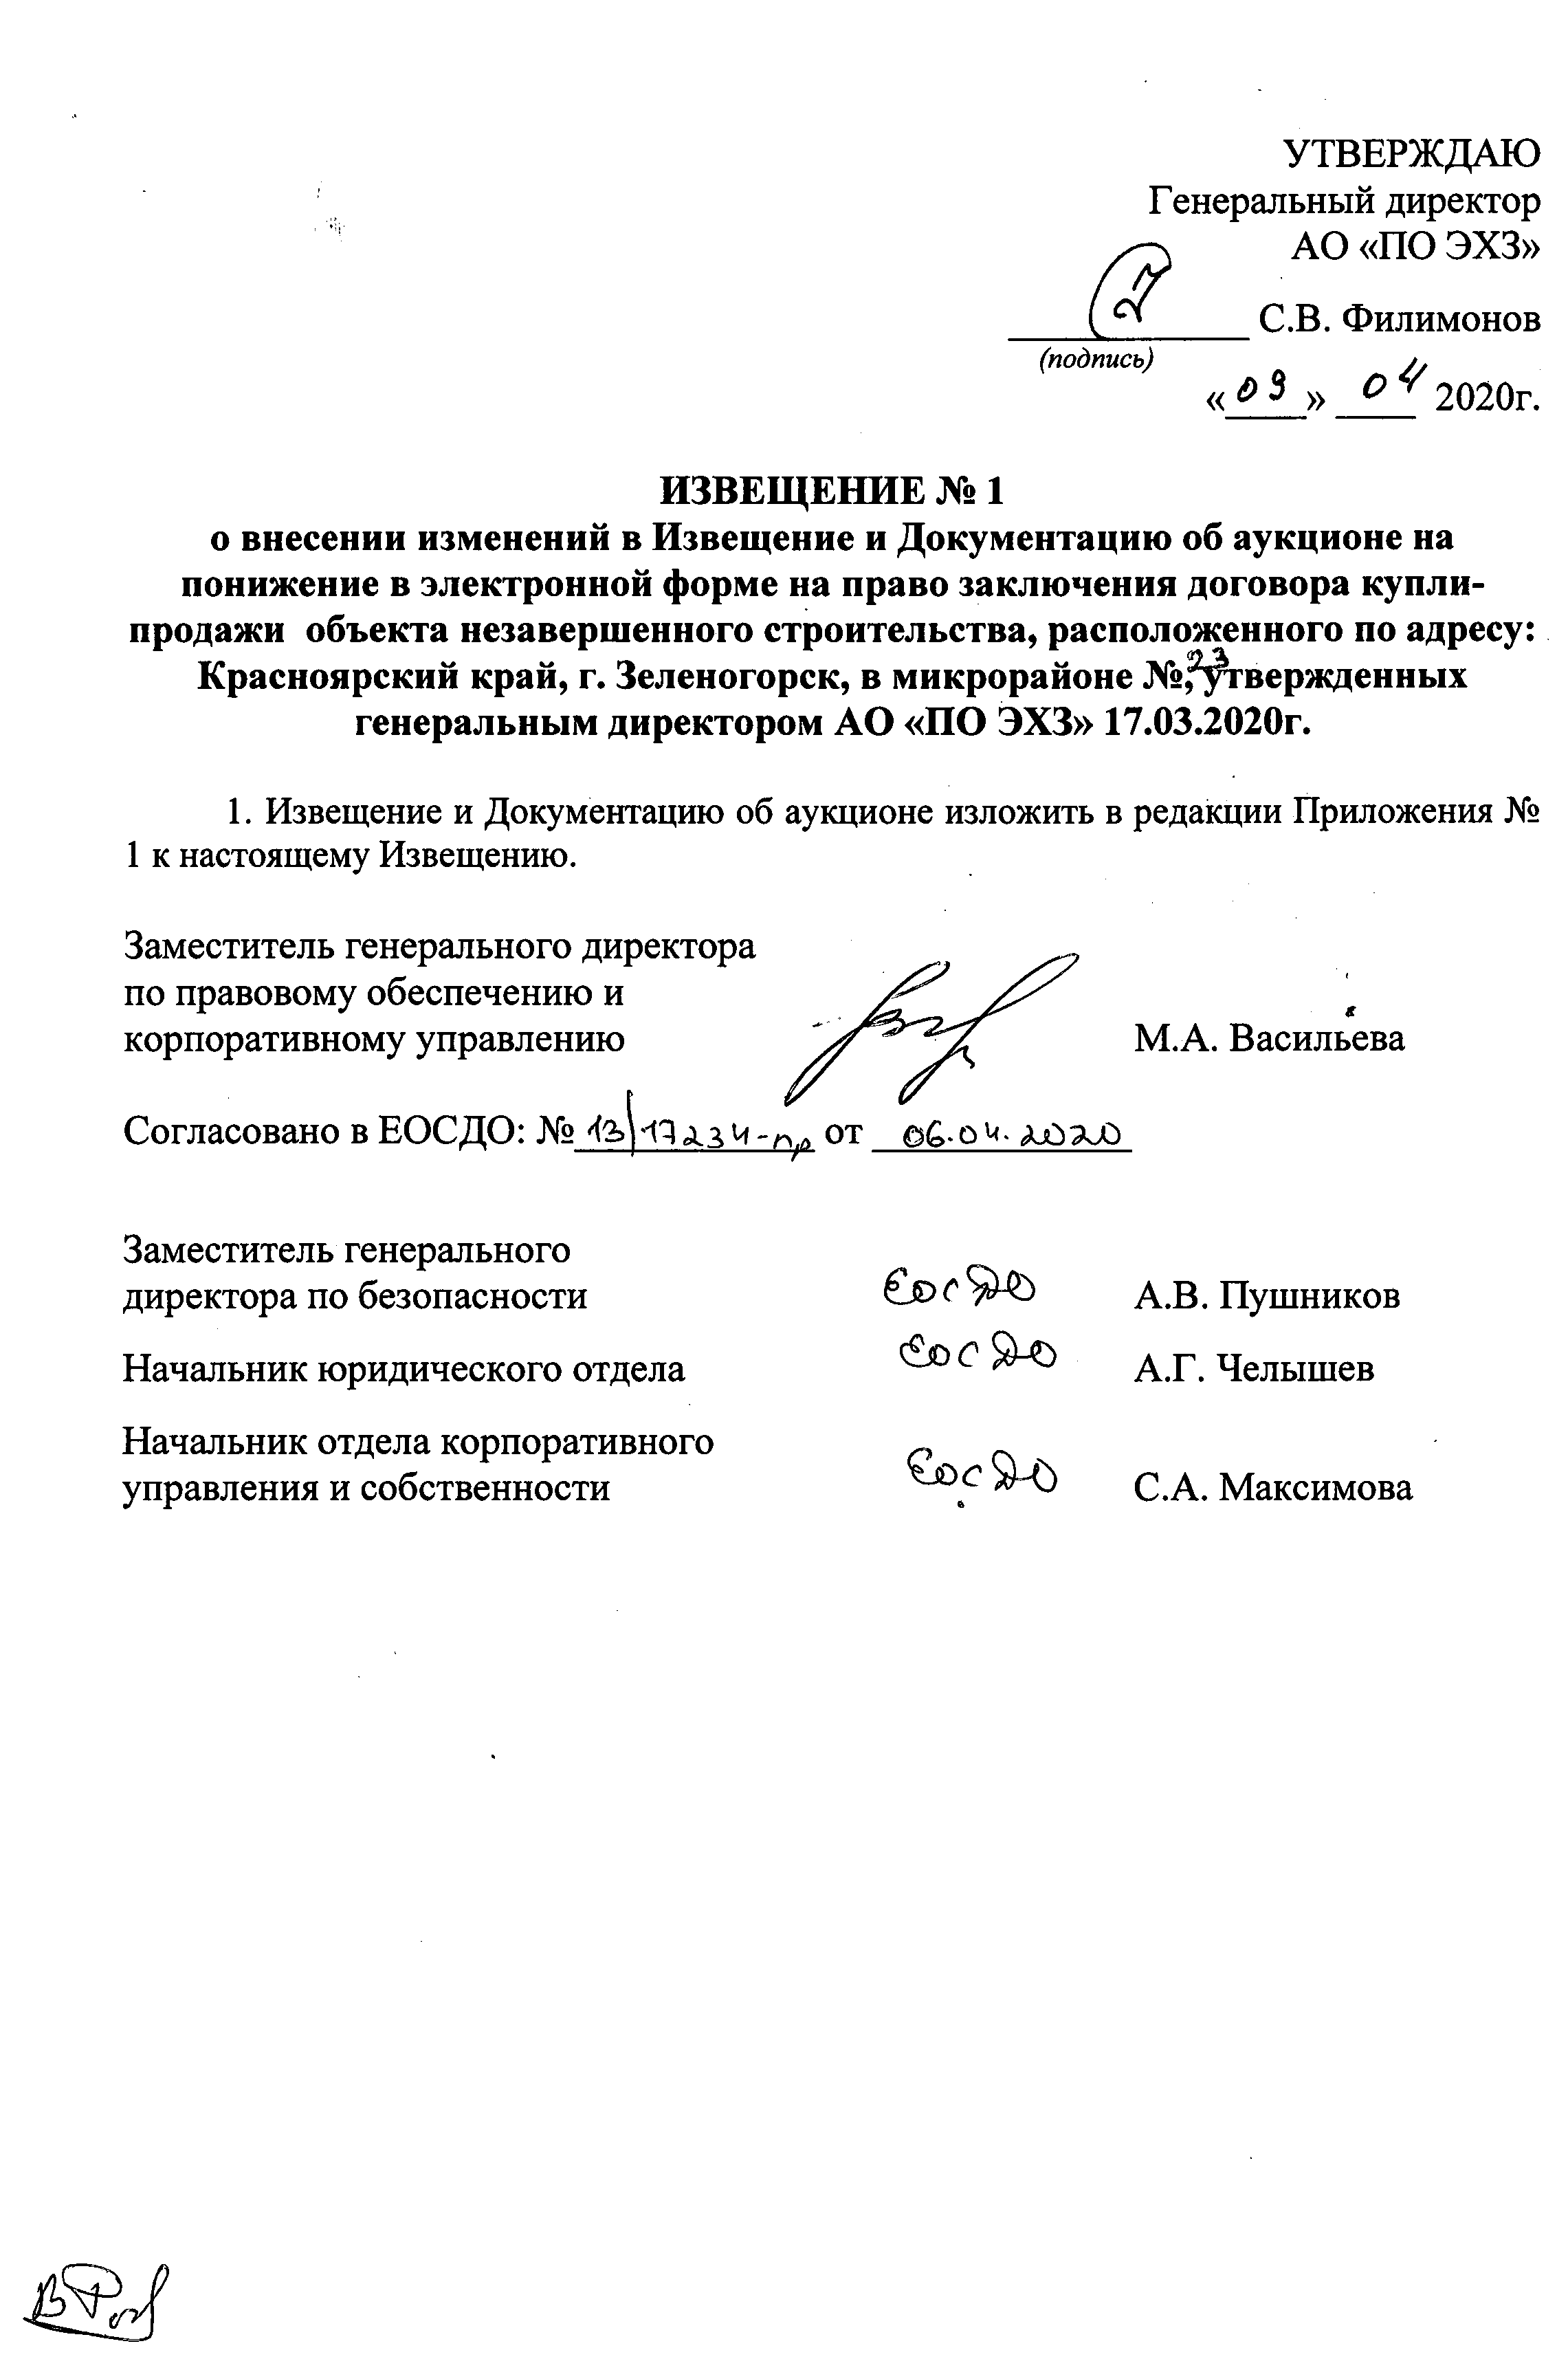 УТВЕРЖДАЮ
Генеральный директор
АО «ПО ЭХЗ»
С.В. Филимонов
(подпись)
«09» 04 2020г.
ИЗВЕЩЕНИЕ № 1
о внесении изменений в Извещение и Документацию об аукционе на
понижение в электронной форме на право заключения договора купли-
продажи объекта незавершенного строительства, расположенного по адресу:
Красноярский край, г. Зеленогорск, в микрорайоне № 23, утвержденных
генеральным директором АО «ПО ЭХЗ» 17.03.2020г.
1. Извещение и Документацию об аукционе изложить в редакции Приложения №
1 к настоящему Извещению.
Заместитель генерального директора
по правовому обеспечению и
корпоративному управлению М.А. Васильева
Согласовано в ЕОСДО: № 13/17234-пр от 06.04.2020
Заместитель генерального
директора по безопасности ЕОСДО А.В. Пушников
Начальник юридического отдела ЕОСДО А.Г. Челышев
Начальник отдела корпоративного
управления и собственности ЕОСДО С.А. Максимова